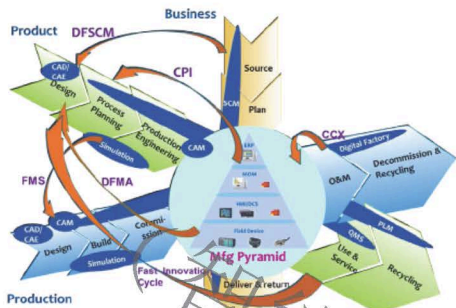 Business
Product
DFSCM
CAD/
CAE
Design
CPI
Source
Process
Planning
SCM
Plan
Production
Engineering
Simulation
CAM
ERP
CCX
Digital Factory
Decommission &
Recycling
O&M
MOM
FMS
DFMA
HMI/DCS
Field Device
Mfg Pyramid
CAD/
CAE
CAM
Commi-
ssion
Design
Build
Simulation
QMS
PLM
Use &
Service
Recycling
Fast Innovation
Cycle
Deliver & return
Production